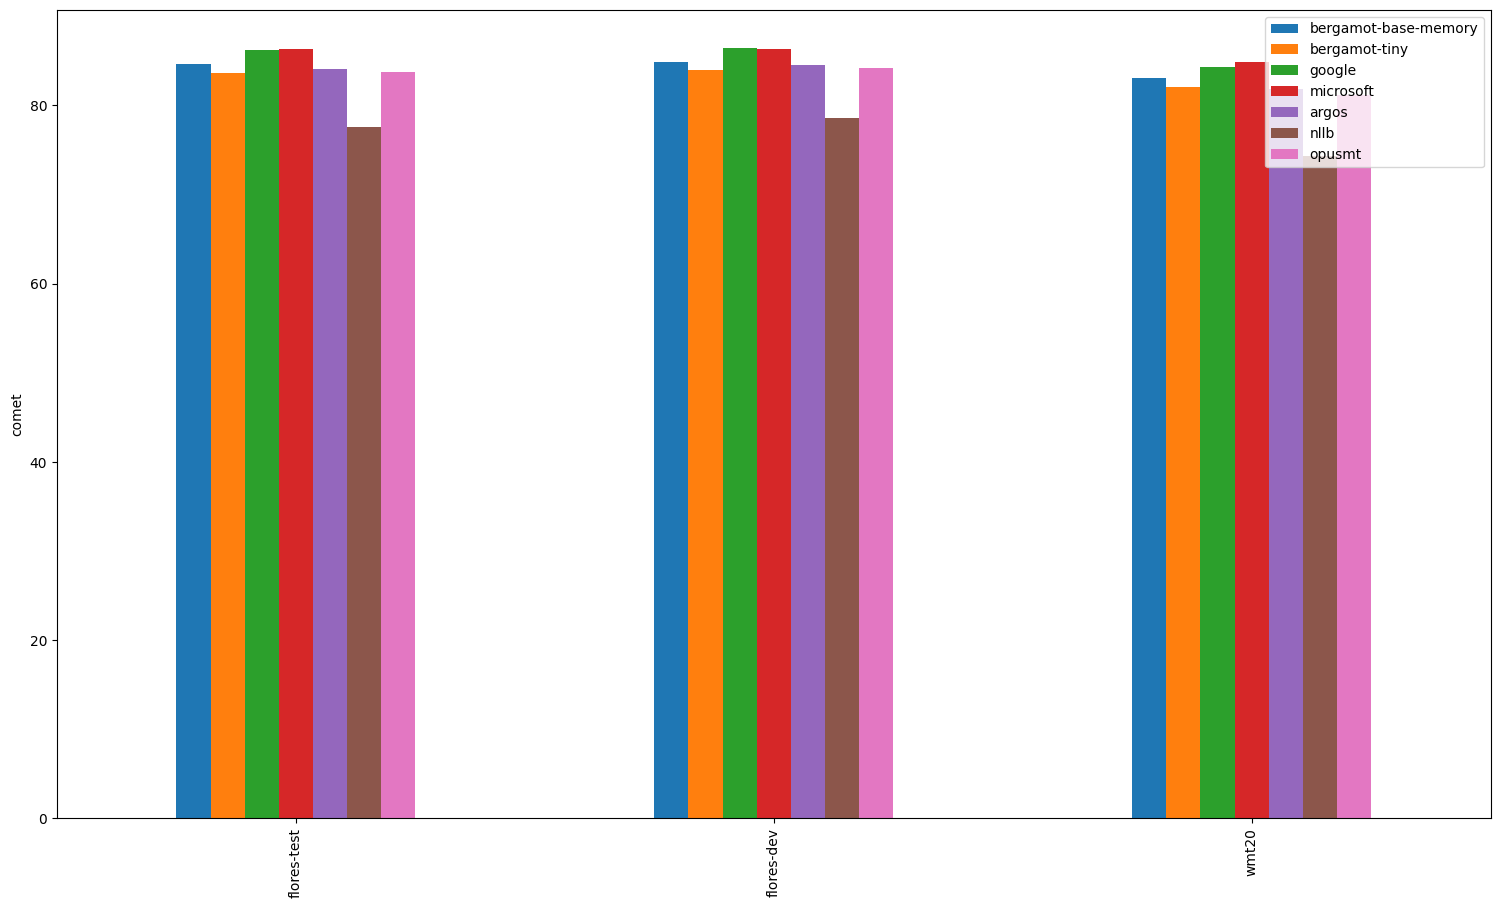 bergamot-base-memory
bergamot-tiny
google
microsoft
argos
nllb
opusmt
80
60
40
20
0
comet
flores-test
flores-dev
wmt20